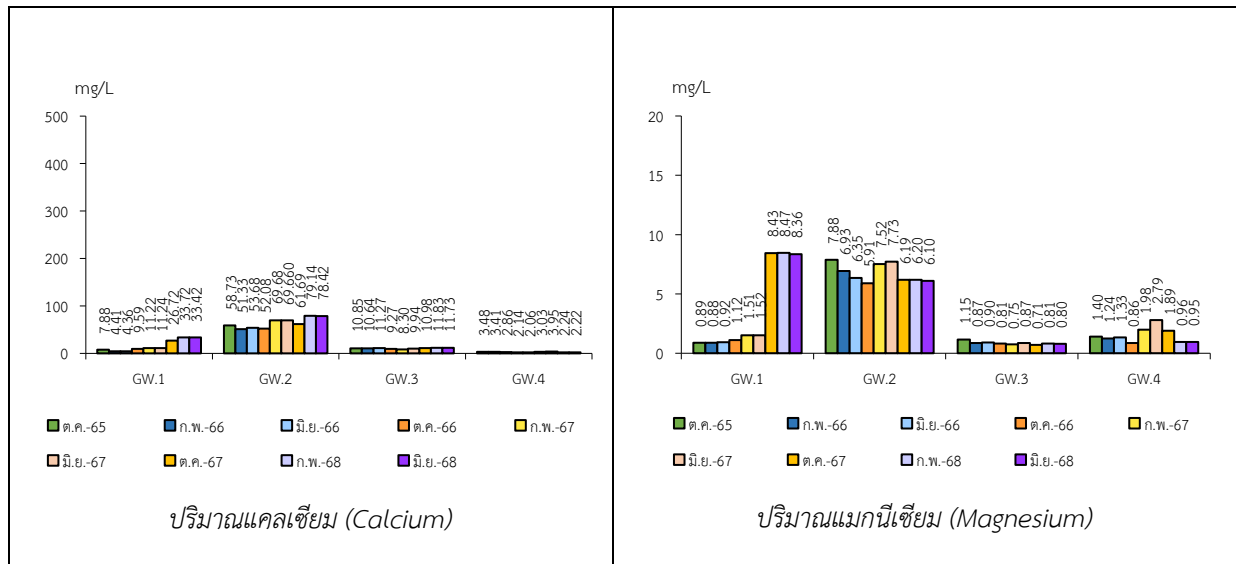 mg/L
500
400
300
200
100
0
7.88 4.41 4.36 9.59 11.22 11.24 26.72 33.72 33.42
58.73 51.33 53.68 52.08 69.68 69.660 61.69 79.14 78.42
10.85 10.64 11.27 9.27 8.30 9.94 10.98 11.83 11.73
3.48 3.41 2.86 2.14 2.06 3.03 3.95 2.24 2.22
GW.1 GW.2 GW.3 GW.4
ต.ค.-65 ก.พ.-66 มิ.ย.-66 ต.ค.-66 ก.พ.-67
มิ.ย.-67 ต.ค.-67 ก.พ.-68 มิ.ย.-68
ปริมาณแคลเซียม (Calcium)
mg/L
20
15
10
5
0
0.89 0.88 0.92 1.12 1.51 1.52 8.43 8.47 8.36
7.88 6.93 6.35 5.91 7.52 7.73 6.19 6.20 6.10
1.15 0.87 0.90 0.81 0.75 0.87 0.71 0.81 0.80
1.40 1.24 1.33 0.86 1.98 2.79 1.89 0.96 0.95
GW.1 GW.2 GW.3 GW.4
ต.ค.-65 ก.พ.-66 มิ.ย.-66 ต.ค.-66 ก.พ.-67
มิ.ย.-67 ต.ค.-67 ก.พ.-68 มิ.ย.-68
ปริมาณแมกนีเซียม (Magnesium)